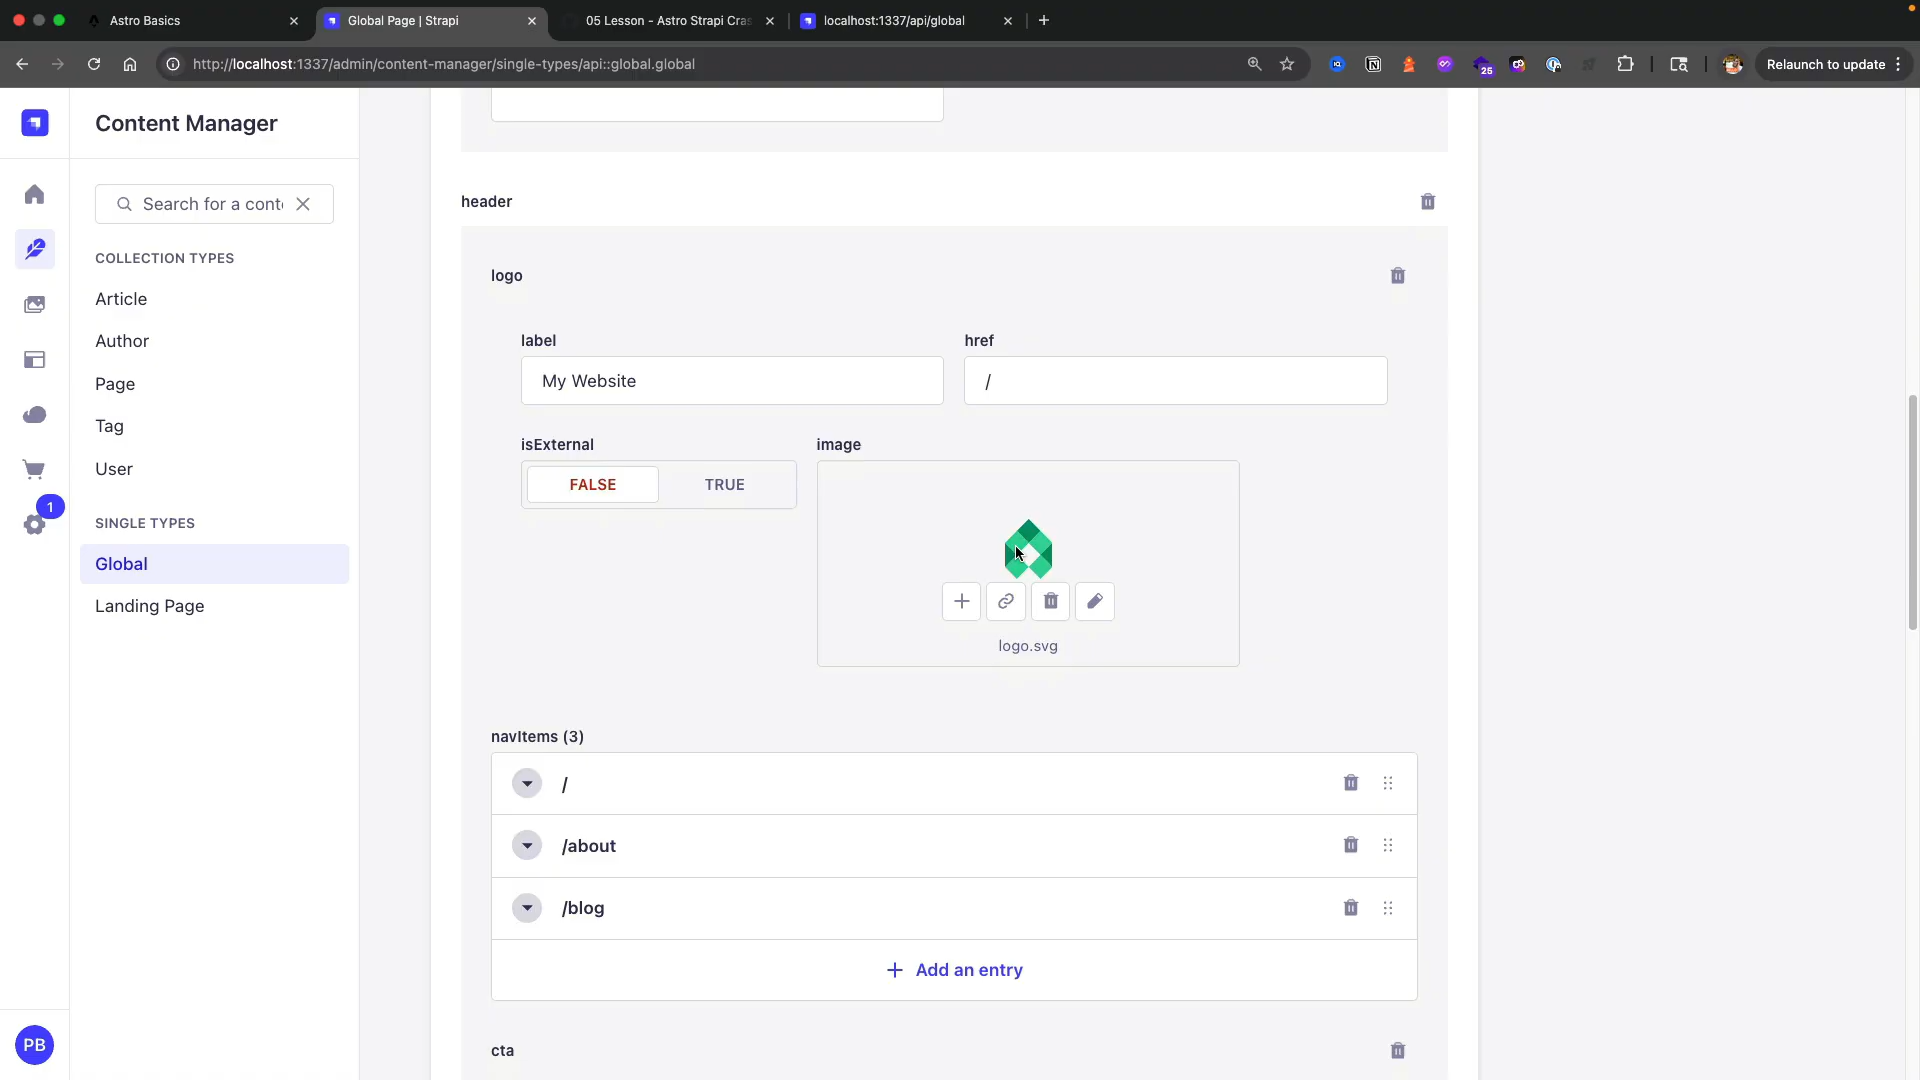 Astro Basics
Global Page | Strapi
05 Lesson - Astro Strapi Cras
localhost:1337/api/global
http://localhost:1337/admin/content-manager/single-types/api::global.global
25
Relaunch to update
Content Manager
Search for a cont
COLLECTION TYPES
Article
Author
Page
Tag
User
1
SINGLE TYPES
Global
Landing Page
PB
header
logo
label
href
My Website
/
isExternal
image
FALSE
TRUE
logo.svg
navItems (3)
/
/about
/blog
Add an entry
cta